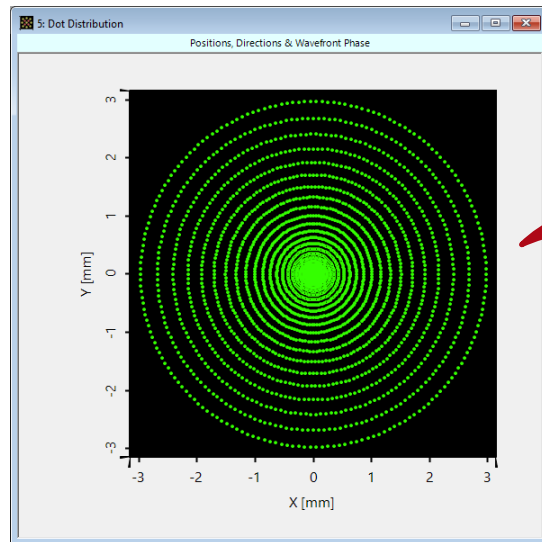 5: Dot Distribution
Positions, Directions & Wavefront Phase
3
2
1
0
-1
-2
-3
Y [mm]
-3 -2 -1 0 1 2 3
X [mm]